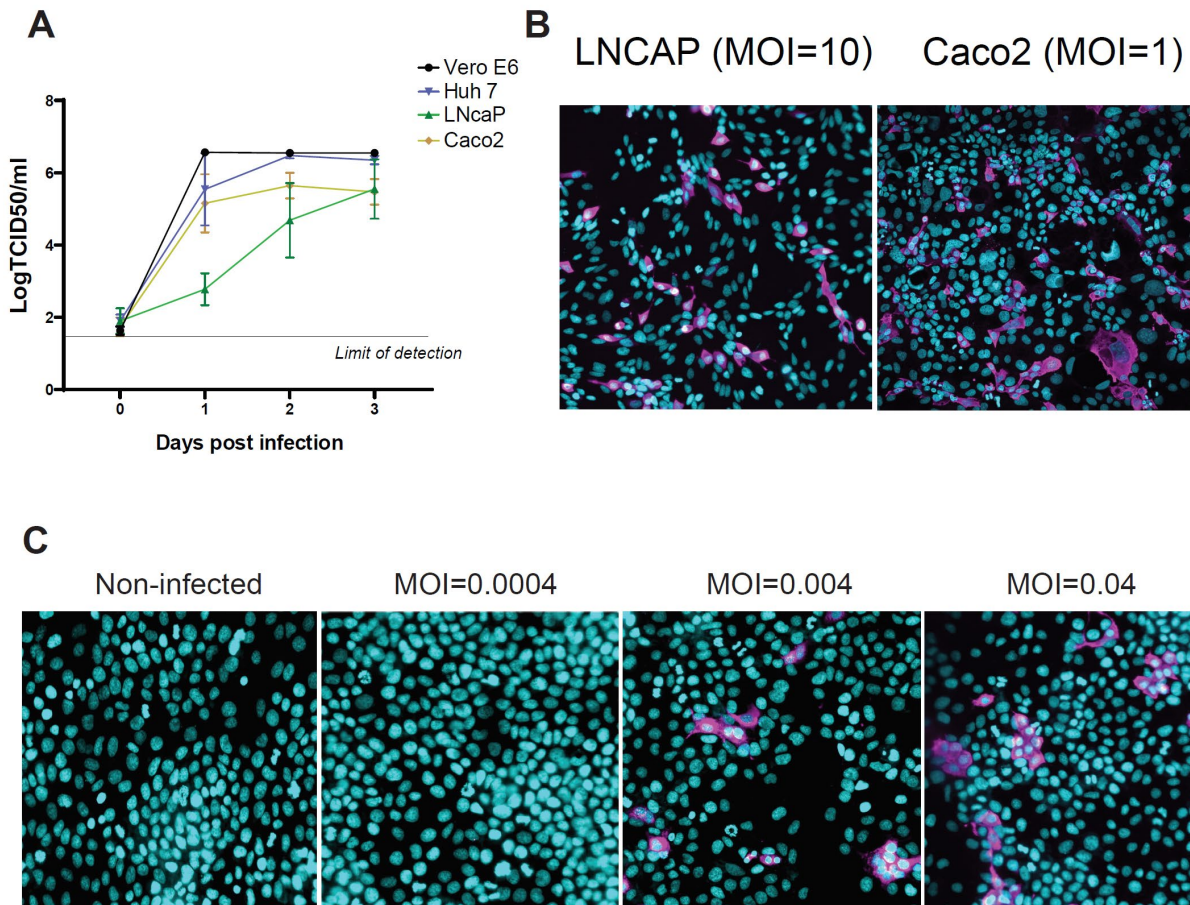 A
Vero E6
Huh 7
LNcaP
Caco2
LogTCID50/ml
8
6
4
2
0
Limit of detection
0 1 2 3
Days post infection
B
LNCAP (MOI=10) Caco2 (MOI=1)
C
Non-infected MOI=0.0004 MOI=0.004 MOI=0.04